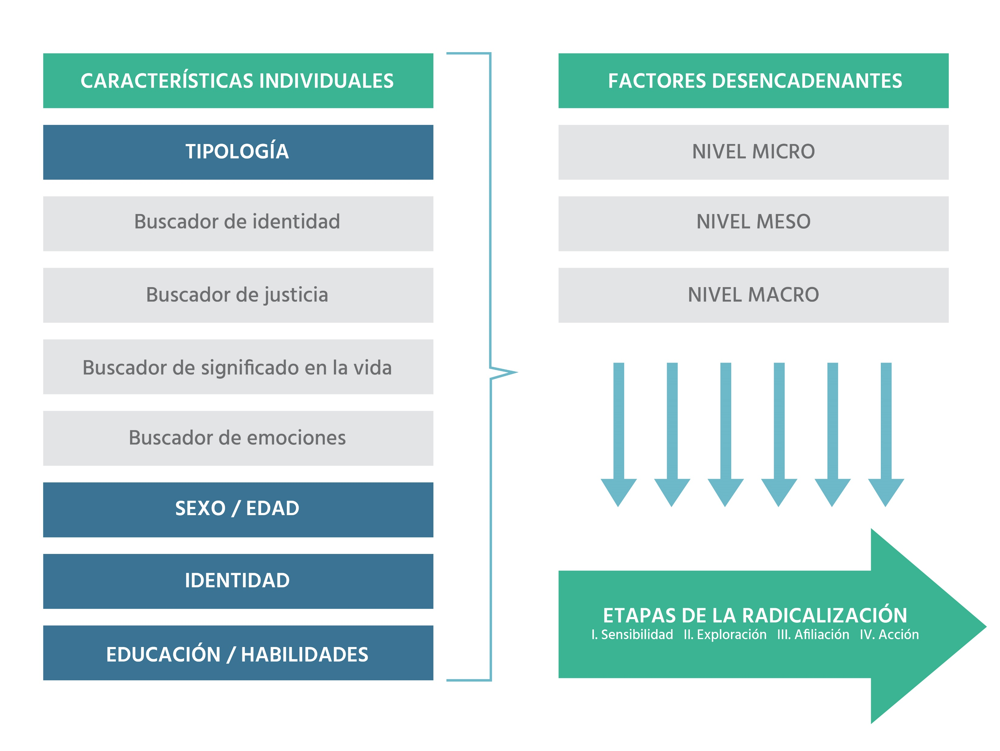 CARACTERÍSTICAS INDIVIDUALES
TIPOLOGÍA
Buscador de identidad
Buscador de justicia
Buscador de significado en la vida
Buscador de emociones
SEXO / EDAD
IDENTIDAD
EDUCACIÓN / HABILIDADES
FACTORES DESENCADENANTES
NIVEL MICRO
NIVEL MESO
NIVEL MACRO
ETAPAS DE LA RADICALIZACIÓN
I. Sensibilidad II. Exploración III. Afiliación IV. Acción